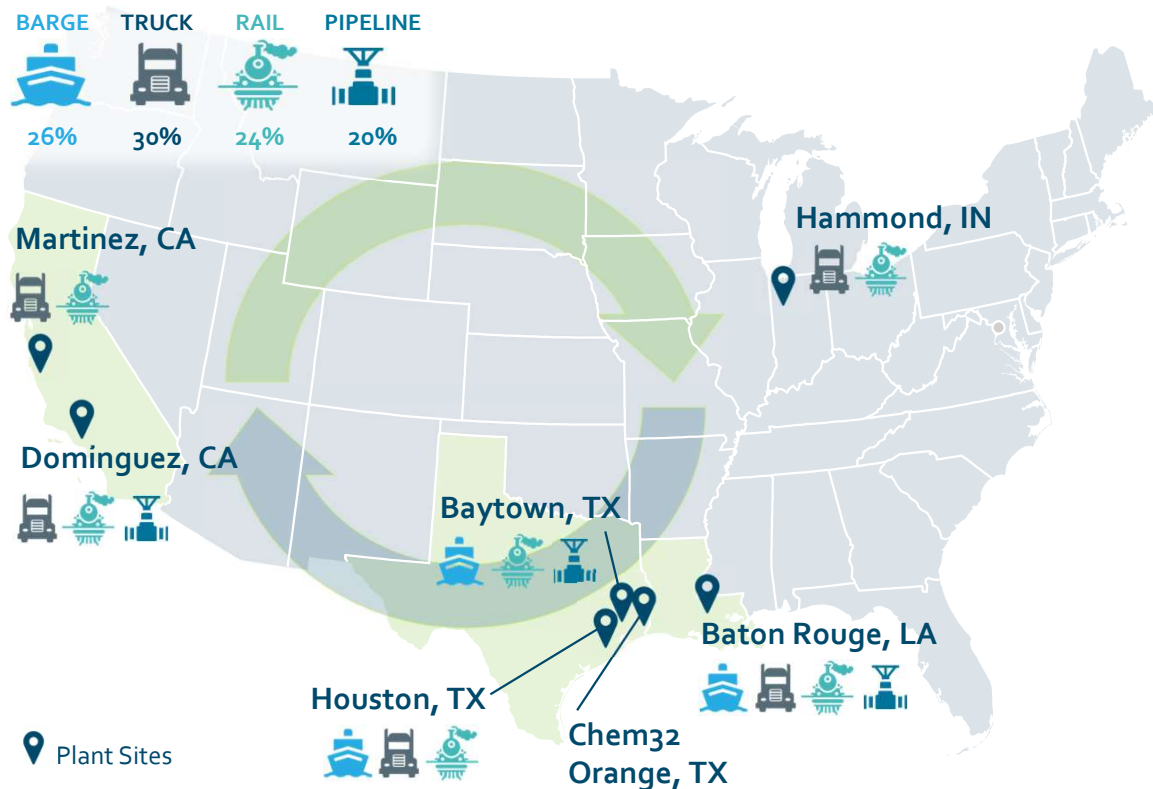 BARGE TRUCK RAIL PIPELINE
26% 30% 24% 20%
Martinez, CA
Hammond, IN
Dominguez, CA
Baytown, TX
Baton Rouge, LA
Houston, TX
Chem32
Orange, TX
Plant Sites